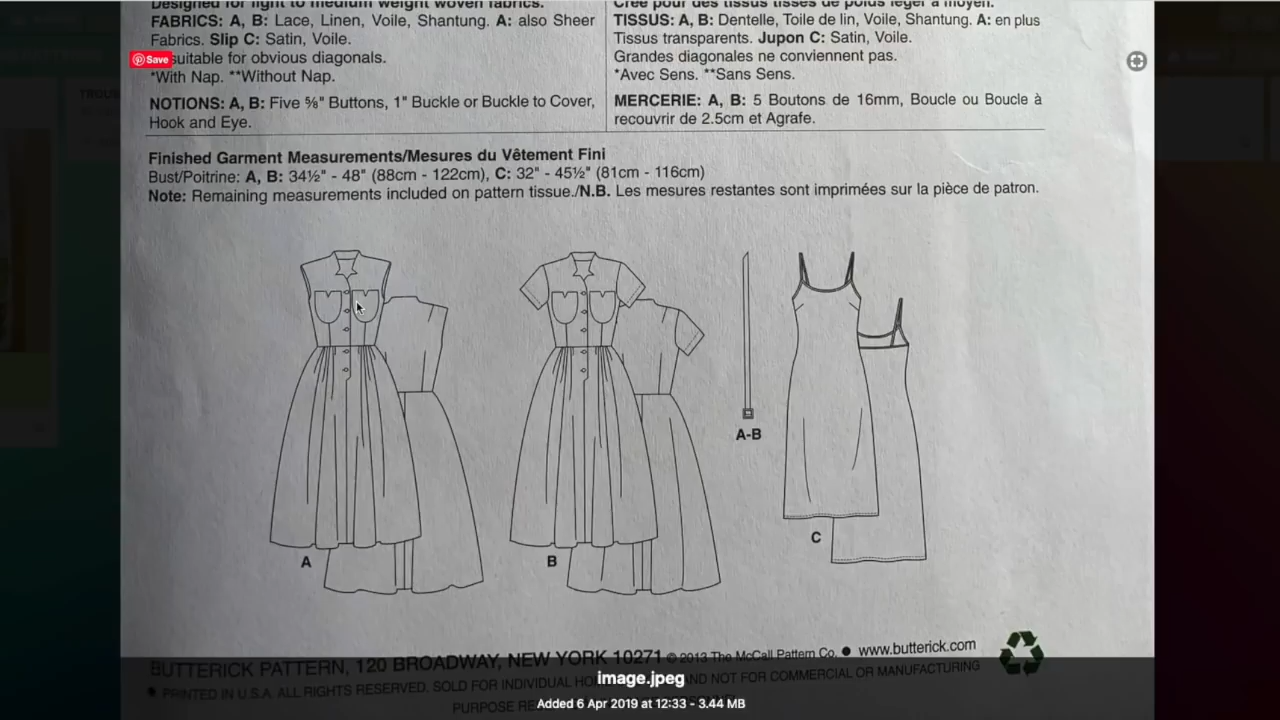 Designed for light to medium weight woven fabrics.
FABRICS: A, B: Lace, Linen, Voile, Shantung. A: also Sheer
Fabrics. Slip C: Satin, Voile.
Save
suitable for obvious diagonals.
*With Nap. **Without Nap.
NOTIONS: A, B: Five ⅝" Buttons, 1" Buckle or Buckle to Cover,
Hook and Eye.
Créé pour des tissus tissés de poids léger à moyen.
TISSUS: A, B: Dentelle, Toile de lin, Voile, Shantung. A: en plus
Tissus transparents. Jupon C: Satin, Voile.
Grandes diagonales ne conviennent pas.
*Avec Sens. **Sans Sens.
MERCERIE: A, B: 5 Boutons de 16mm, Boucle ou Boucle à
recouvrir de 2.5cm et Agrafe.
Finished Garment Measurements/Mesures du Vêtement Fini
Bust/Poitrine: A, B: 34½" - 48" (88cm - 122cm), C: 32" - 45½" (81cm - 116cm)
Note: Remaining measurements included on pattern tissue./N.B. Les mesures restantes sont imprimées sur la pièce de patron.
A
B
A-B
C
BUTTERICK PATTERN, 120 BROADWAY, NEW YORK 10271 © 2013 The McCall Pattern Co. ● www.butterick.com
PRINTED IN U.S.A. ALL RIGHTS RESERVED. SOLD FOR INDIVIDUAL AND NOT FOR COMMERCIAL OR MANUFACTURING
PURPOSE
image.jpeg
Added 6 Apr 2019 at 12:33 - 3.44 MB